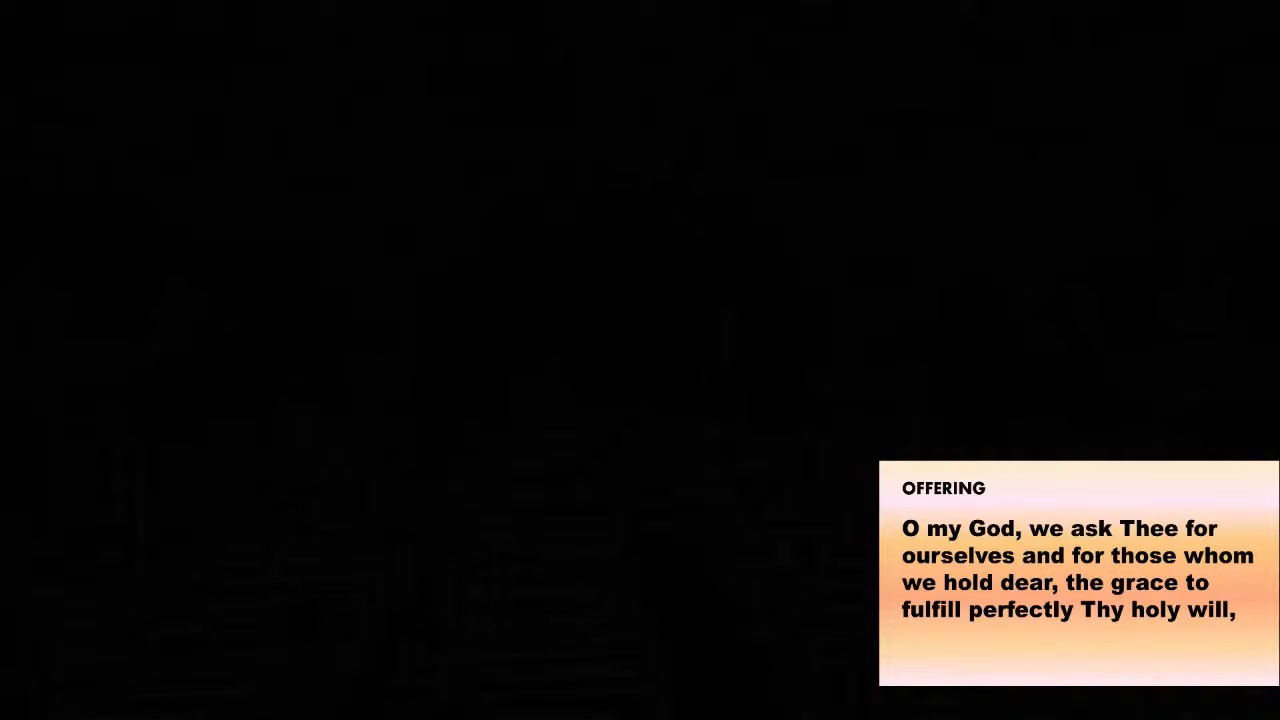 OFFERING
O my God, we ask Thee for
ourselves and for those whom
we hold dear, the grace to
fulfill perfectly Thy holy will,